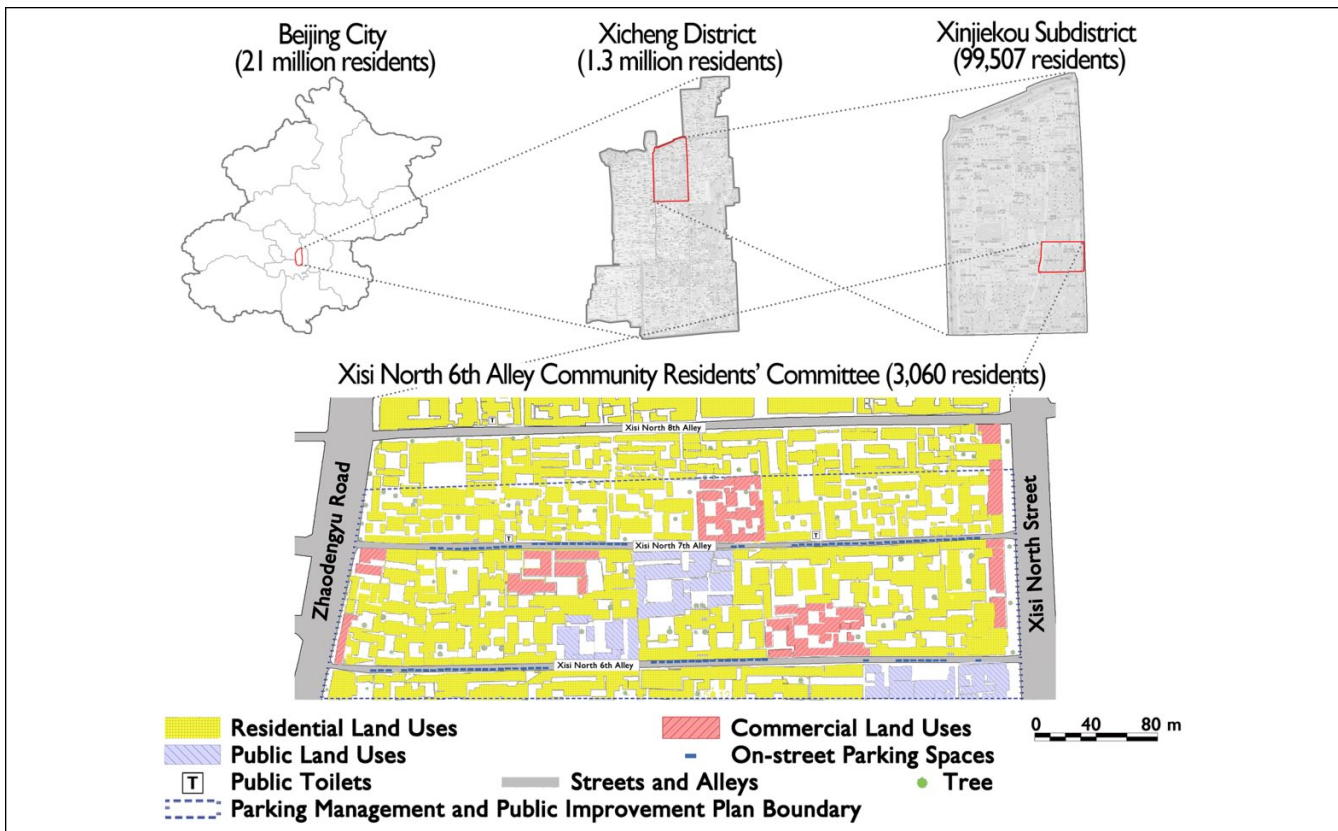 Beijing City
(21 million residents)
Xicheng District
(1.3 million residents)
Xinjiekou Subdistrict
(99,507 residents)
Xisi North 6th Alley Community Residents' Committee (3,060 residents)
T
Xisi North 8th Alley
Zhaodengyu Road
Xisi North Street
T
T
Xisi North 7th Alley
Xisi North 6th Alley
Residential Land Uses
Commercial Land Uses
0 40 80 m
Public Land Uses
On-street Parking Spaces
T Public Toilets
Streets and Alleys
Tree
Parking Management and Public Improvement Plan Boundary